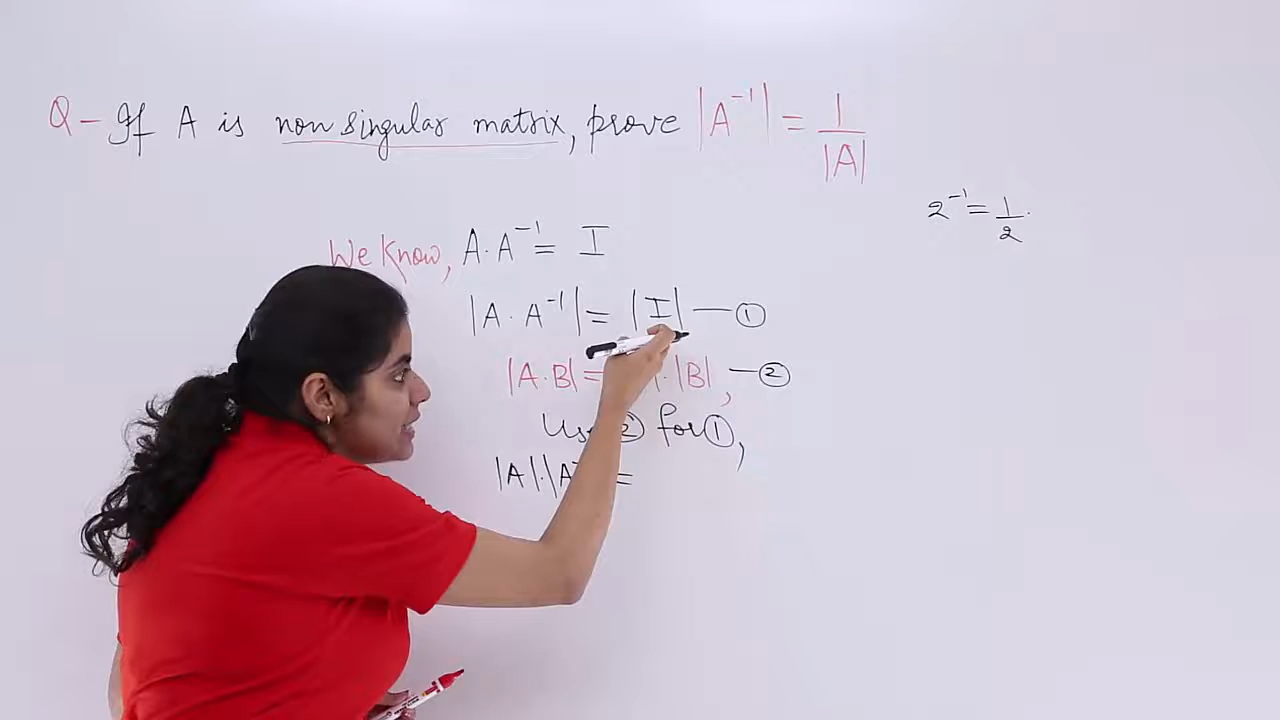 Q- If A is non singular matrix, prove |A⁻¹| = 1/|A|
2⁻¹ = 1/2.
We Know, A.A⁻¹ = I
|A.A⁻¹| = |I| — ①
|A.B| = |.|B|, — ②
② for ①,
|A|.|A =